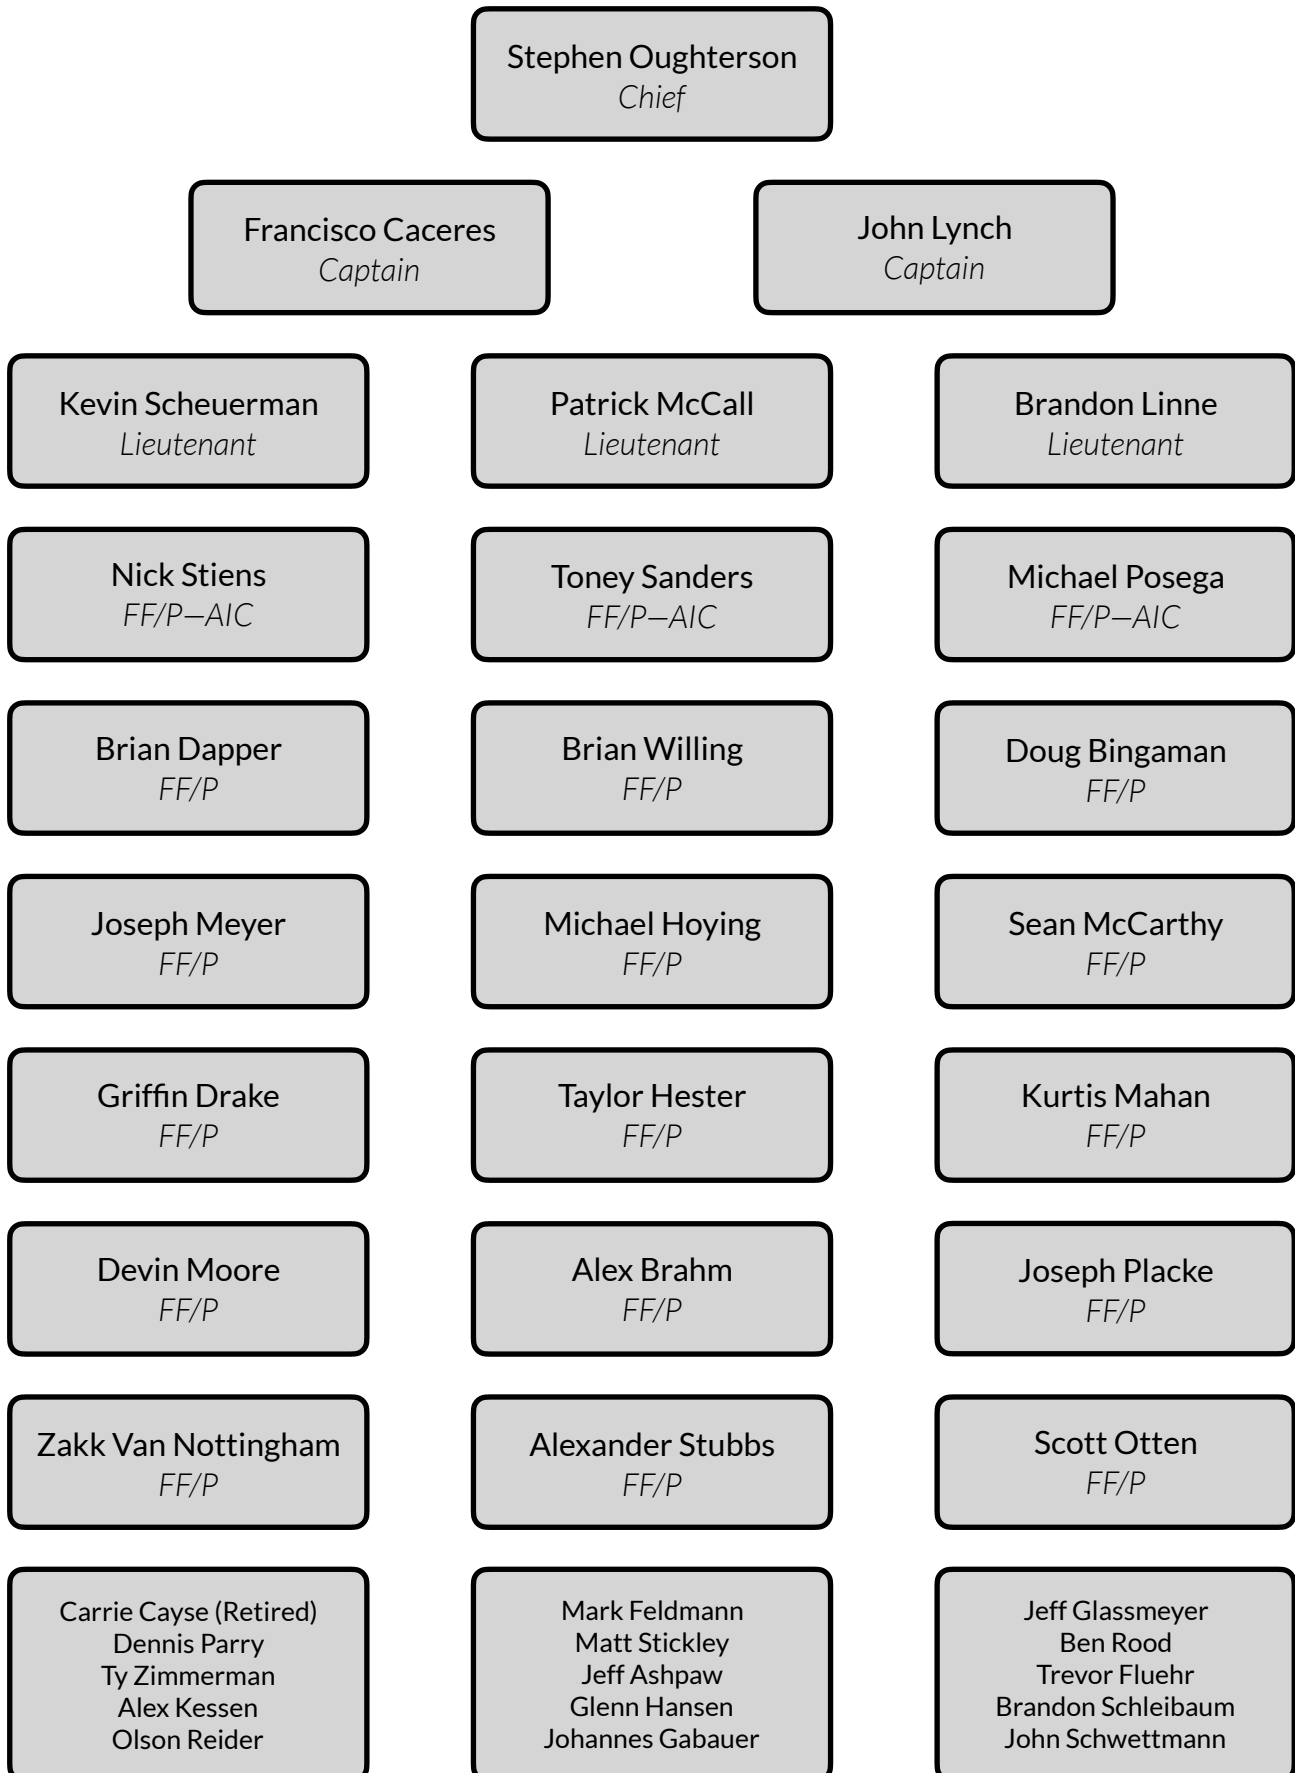 Stephen Oughterson
Chief
Francisco Caceres
Captain
John Lynch
Captain
Kevin Scheuerman
Lieutenant
Patrick McCall
Lieutenant
Brandon Linne
Lieutenant
Nick Stiens
FF/P—AIC
Toney Sanders
FF/P—AIC
Michael Posega
FF/P—AIC
Brian Dapper
FF/P
Brian Willing
FF/P
Doug Bingaman
FF/P
Joseph Meyer
FF/P
Michael Hoying
FF/P
Sean McCarthy
FF/P
Griffin Drake
FF/P
Taylor Hester
FF/P
Kurtis Mahan
FF/P
Devin Moore
FF/P
Alex Brahm
FF/P
Joseph Placke
FF/P
Zakk Van Nottingham
FF/P
Alexander Stubbs
FF/P
Scott Otten
FF/P
Carrie Cayse (Retired)
Dennis Parry
Ty Zimmerman
Alex Kessen
Olson Reider
Mark Feldmann
Matt Stickley
Jeff Ashpaw
Glenn Hansen
Johannes Gabauer
Jeff Glassmeyer
Ben Rood
Trevor Fluehr
Brandon Schleibaum
John Schwettmann